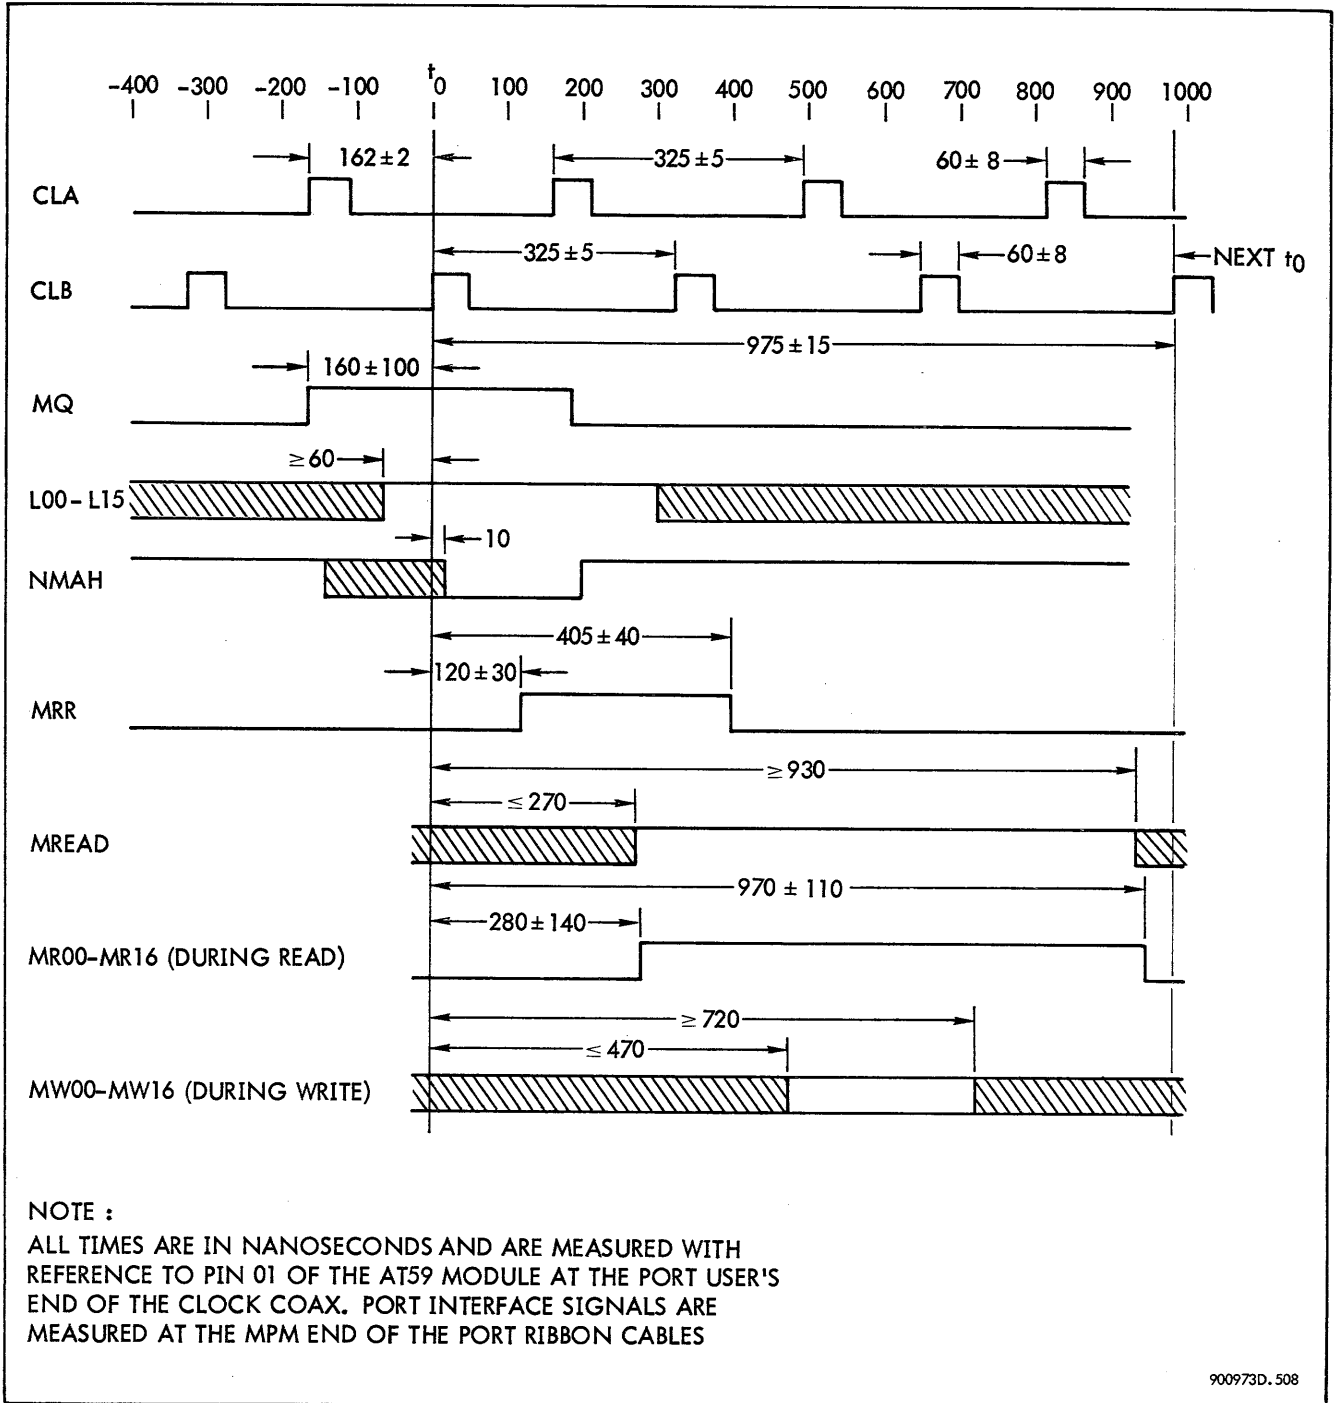 t0
-400 -300 -200 -100 0 100 200 300 400 500 600 700 800 900 1000
162±2 325±5 60±8
CLA
325±5 60±8 NEXT t0
CLB
975±15
160±100
MQ
≥60
L00-L15
10
NMAH
405±40
120±30
MRR
≥930
≤270
MREAD
970 ± 110
280±140
MR00-MR16 (DURING READ)
≥720
≤470
MW00-MW16 (DURING WRITE)
NOTE :
ALL TIMES ARE IN NANOSECONDS AND ARE MEASURED WITH
REFERENCE TO PIN 01 OF THE AT59 MODULE AT THE PORT USER'S
END OF THE CLOCK COAX. PORT INTERFACE SIGNALS ARE
MEASURED AT THE MPM END OF THE PORT RIBBON CABLES
900973D.508